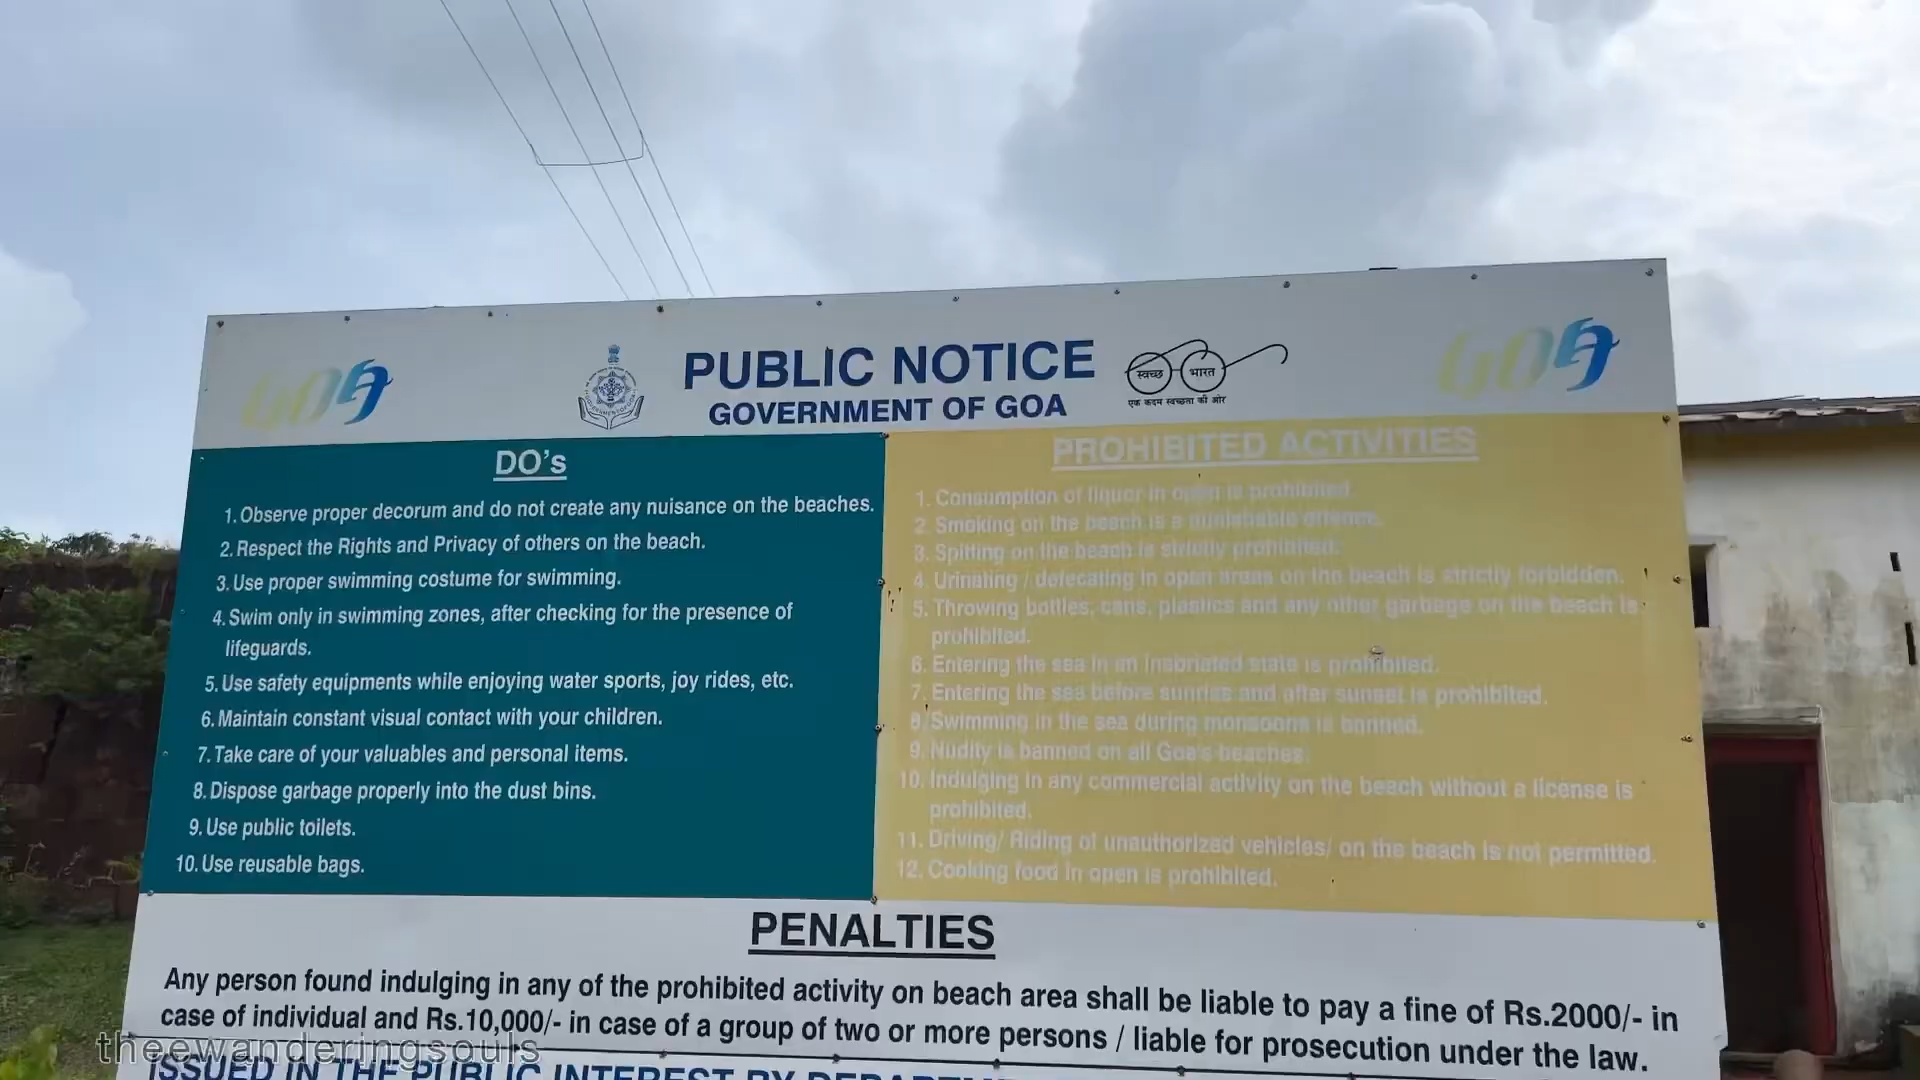 GOA
PUBLIC NOTICE
GOVERNMENT OF GOA
स्वच्छ भारत
एक कदम स्वच्छता की ओर
GOA
DO's
1. Observe proper decorum and do not create any nuisance on the beaches.
2. Respect the Rights and Privacy of others on the beach.
3. Use proper swimming costume for swimming.
4. Swim only in swimming zones, after checking for the presence of
lifeguards.
5. Use safety equipments while enjoying water sports, joy rides, etc.
6. Maintain constant visual contact with your children.
7. Take care of your valuables and personal items.
8. Dispose garbage properly into the dust bins.
9. Use public toilets.
10. Use reusable bags.
PROHIBITED ACTIVITIES
1. Consumption of liquor in open is prohibited.
2. Smoking on the beach is a punishable offence.
3. Spitting on the beach is strictly prohibited.
4. Urinating / defecating in open areas on the beach is strictly forbidden.
5. Throwing bottles, cans, plastics and any other garbage on the beach is
prohibited.
6. Entering the sea in an inebriated state is prohibited.
7. Entering the sea before sunrise and after sunset is prohibited.
8. Swimming in the sea during monsoons is banned.
9. Nudity is banned on all Goa's beaches.
10. Indulging in any commercial activity on the beach without a license is
prohibited.
11. Driving/ Riding of unauthorized vehicles/ on the beach is not permitted.
12. Cooking food in open is prohibited.
PENALTIES
Any person found indulging in any of the prohibited activity on beach area shall be liable to pay a fine of Rs.2000/- in
case of individual and Rs.10,000/- in case of a group of two or more persons / liable for prosecution under the law.
theewanderingsouls
ISSUED IN THE PUBLIC INTEREST BY